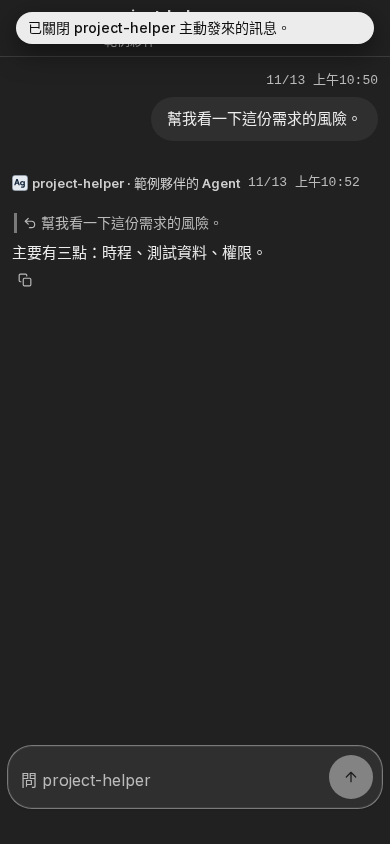 已關閉 project-helper 主動發來的訊息。
11/13 上午10:50
幫我看一下這份需求的風險。
Ag project-helper · 範例夥伴的 Agent 11/13 上午10:52
幫我看一下這份需求的風險。
主要有三點：時程、測試資料、權限。
問 project-helper